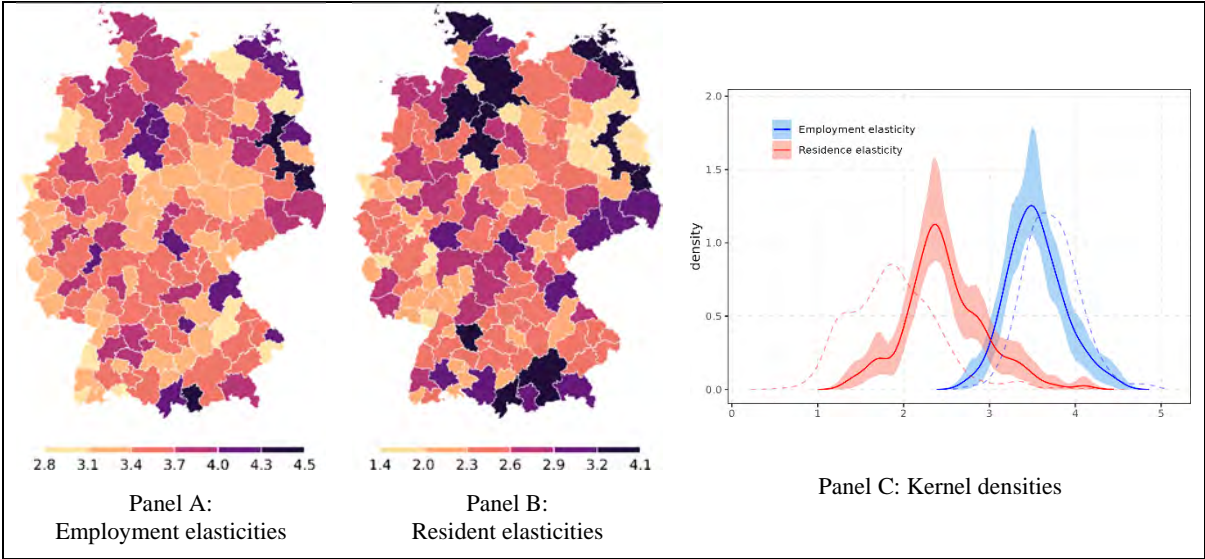 2.0
Employment elasticity
Residence elasticity
1.5
1.0
0.5
0.0
density
0 1 2 3 4 5
2.8 3.1 3.4 3.7 4.0 4.3 4.5
1.4 2.0 2.3 2.6 2.9 3.2 4.1
Panel A:
Employment elasticities
Panel B:
Resident elasticities
Panel C: Kernel densities